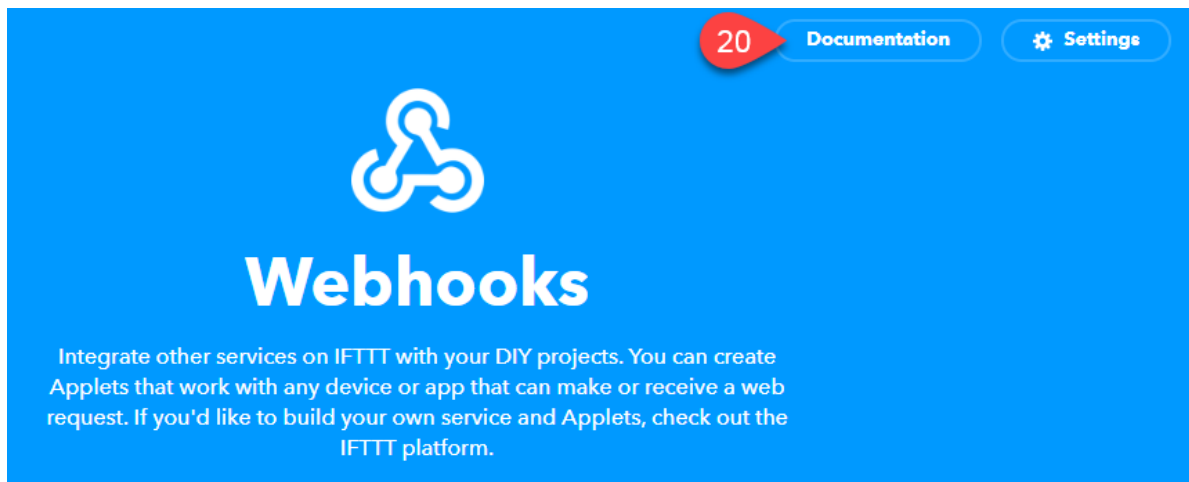 20 Documentation Settings
Webhooks
Integrate other services on IFTTT with your DIY projects. You can create
Applets that work with any device or app that can make or receive a web
request. If you'd like to build your own service and Applets, check out the
IFTTT platform.